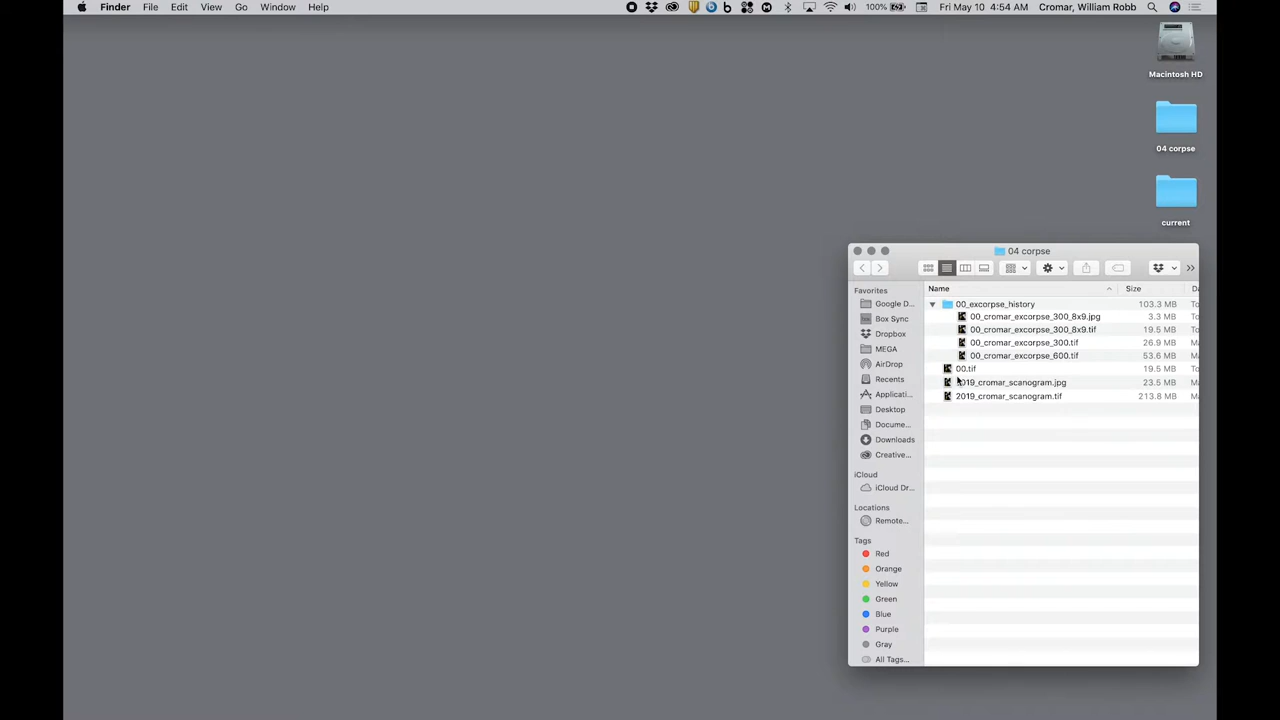 Finder File Edit View Go Window Help 100% Fri May 10 4:54 AM Cromar, William Robb
Macintosh HD
04 corpse
current
04 corpse
Name Size
Favorites
Google D...
Box Sync
Dropbox
MEGA
AirDrop
Recents
Applicati...
Desktop
Docume...
Downloads
Creative...
iCloud
iCloud Dr...
Locations
Remote...
Tags
Red
Orange
Yellow
Green
Blue
Purple
Gray
All Tags...
00_excorpse_history 103.3 MB
00_cromar_excorpse_300_8x9.jpg 3.3 MB
00_cromar_excorpse_300_8x9.tif 19.5 MB
00_cromar_excorpse_300.tif 26.9 MB
00_cromar_excorpse_600.tif 53.6 MB
00.tif 19.5 MB
2019_cromar_scanogram.jpg 23.5 MB
2019_cromar_scanogram.tif 213.8 MB